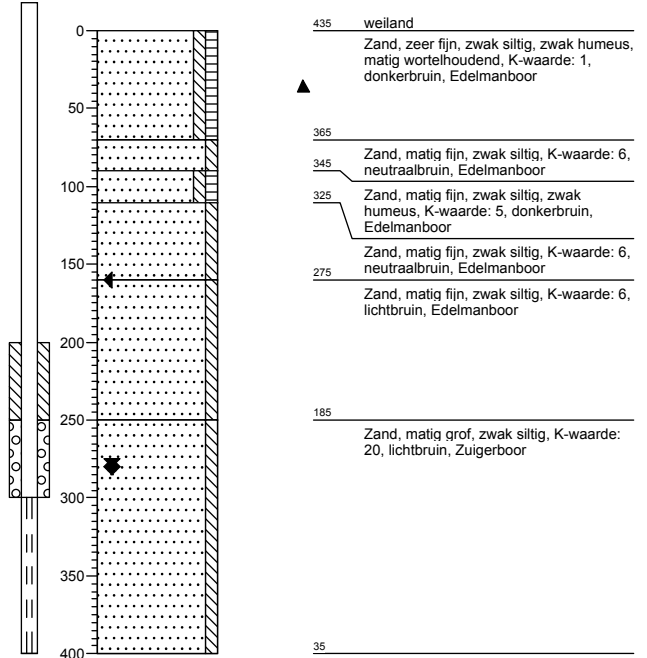 0
50
100
150
200
250
300
350
400
435 weiland
Zand, zeer fijn, zwak siltig, zwak humeus,
matig wortelhoudend, K-waarde: 1,
donkerbruin, Edelmanboor
365
Zand, matig fijn, zwak siltig, K-waarde: 6,
neutraalbruin, Edelmanboor
345
Zand, matig fijn, zwak siltig, zwak
humeus, K-waarde: 5, donkerbruin,
Edelmanboor
325
Zand, matig fijn, zwak siltig, K-waarde: 6,
neutraalbruin, Edelmanboor
275
Zand, matig fijn, zwak siltig, K-waarde: 6,
lichtbruin, Edelmanboor
185
Zand, matig grof, zwak siltig, K-waarde:
20, lichtbruin, Zuigerboor
35